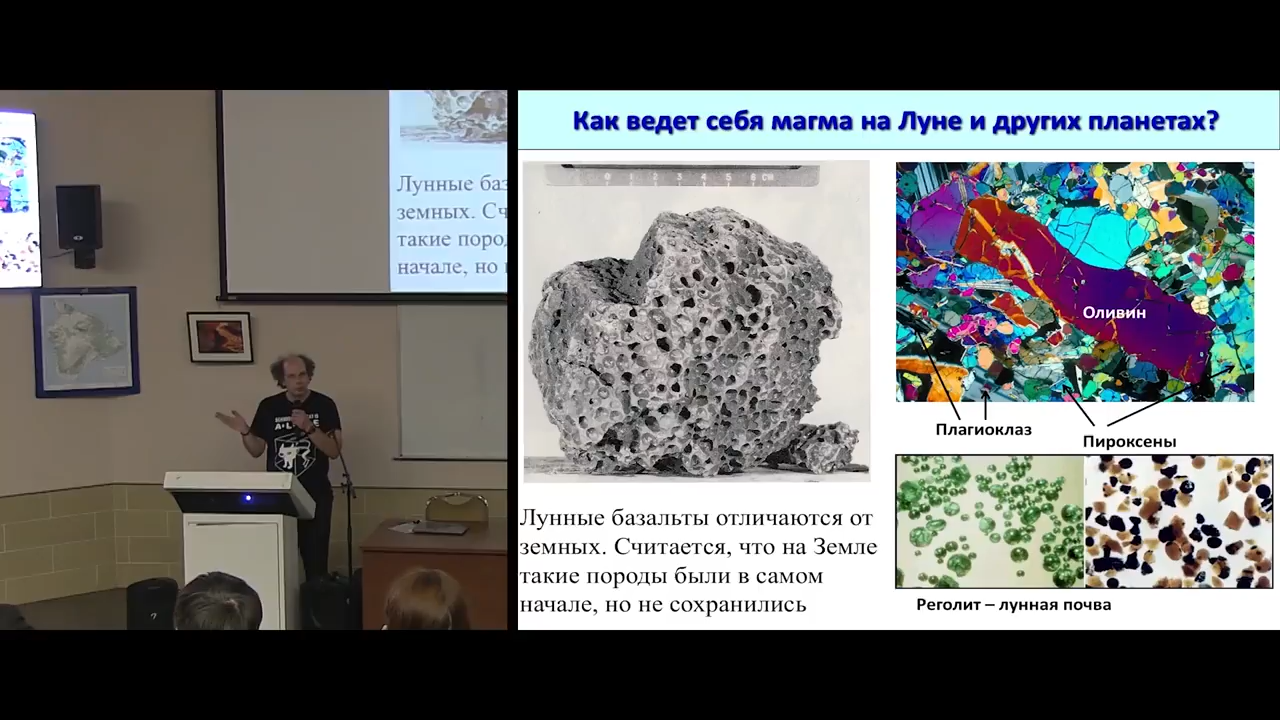 Как ведет себя магма на Луне и других планетах?
0 1 2 3 4 5 6 CM
Оливин
Плагиоклаз
Пироксены
Лунные базальты отличаются от
земных. Считается, что на Земле
такие породы были в самом
начале, но не сохранились
Реголит – лунная почва
Лунные баз
земных. Сч
такие поро
начале, но